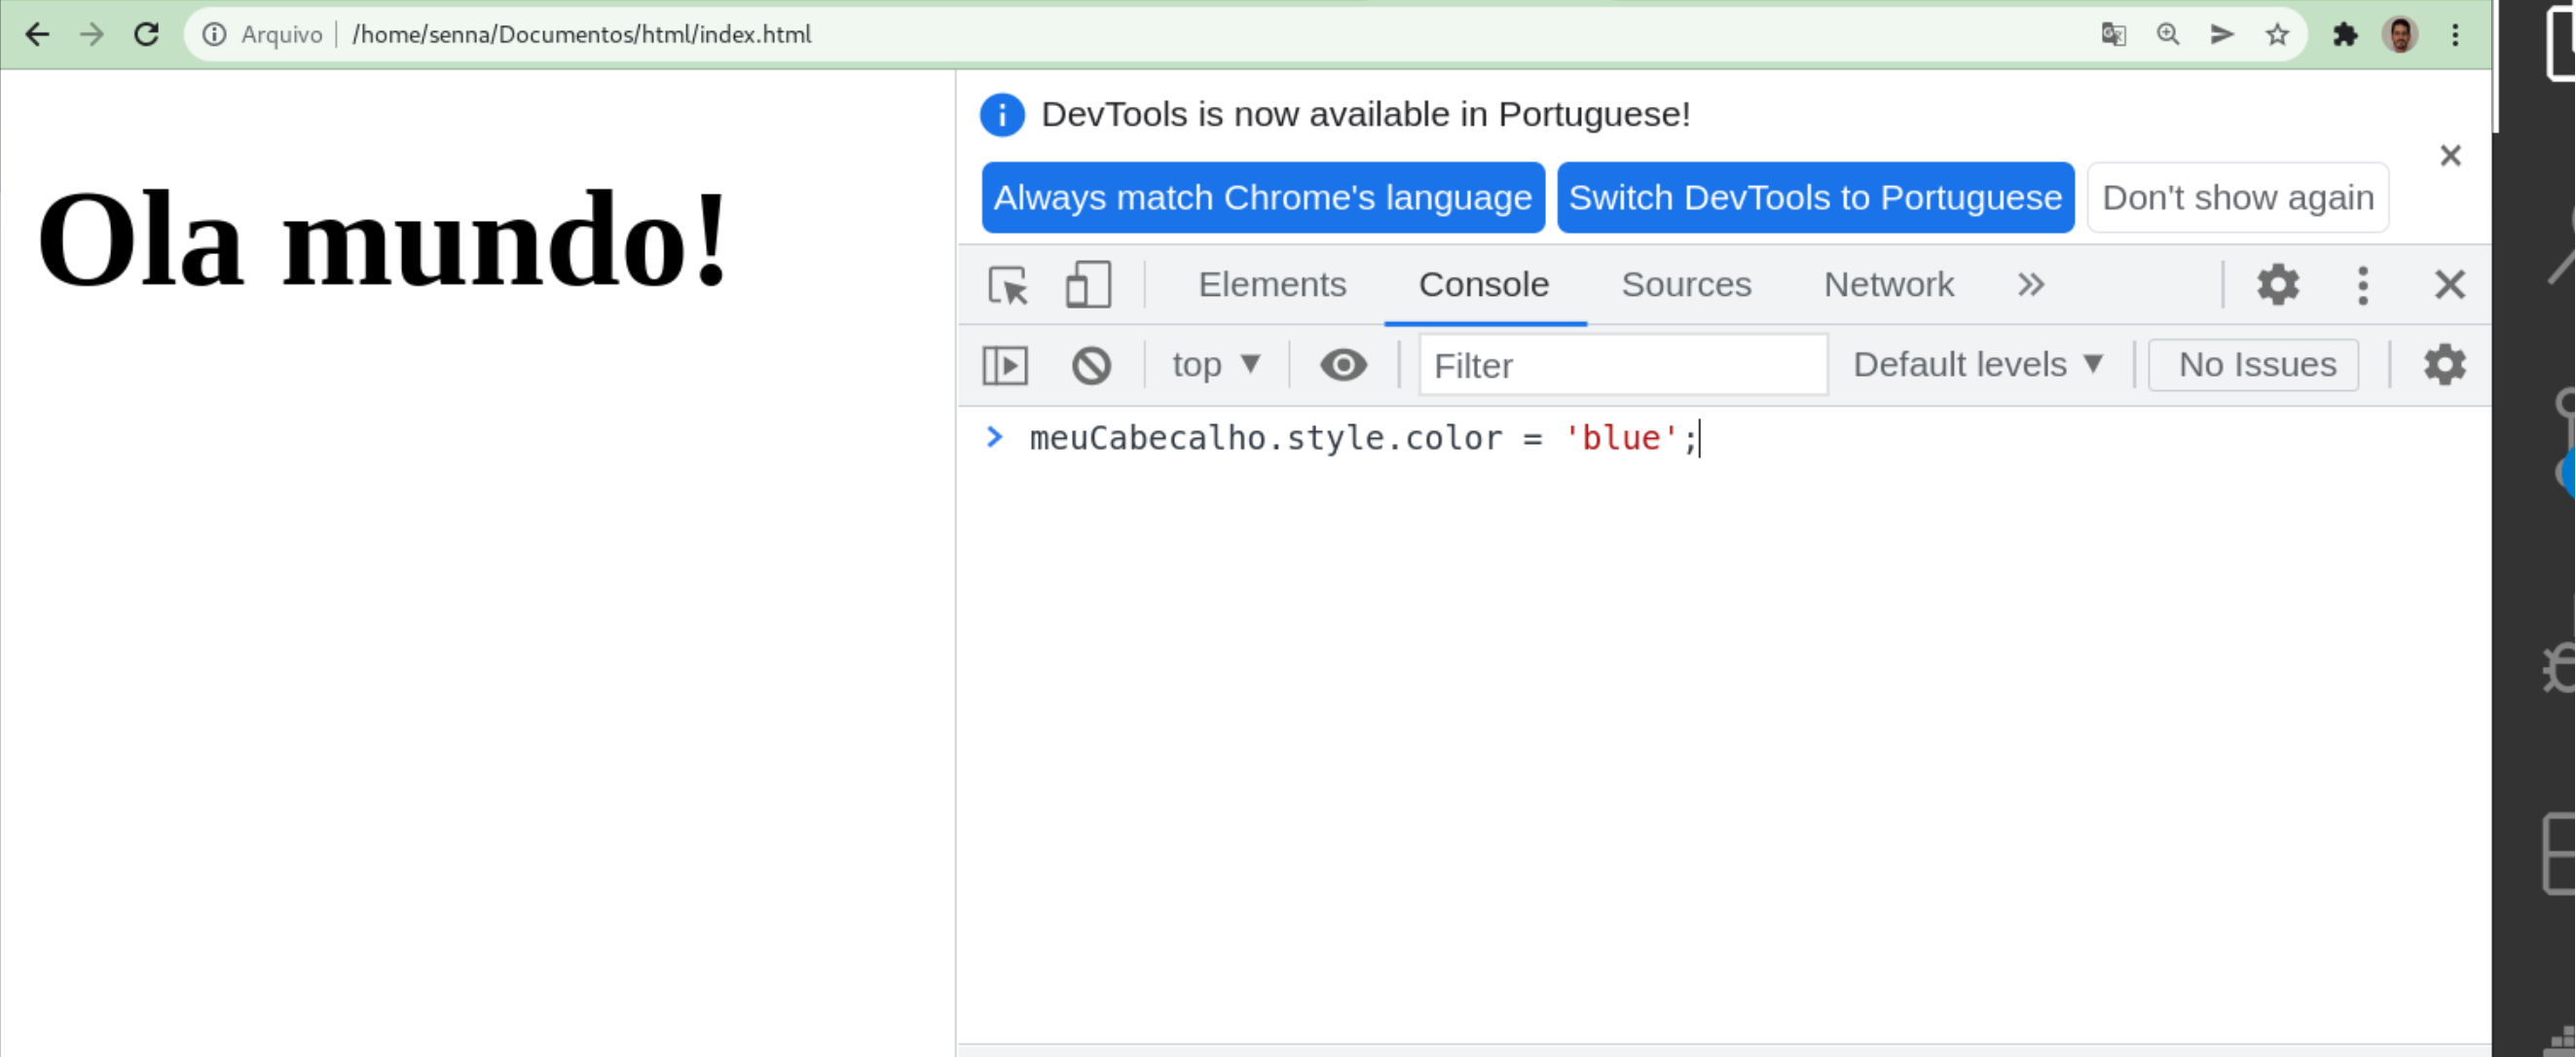 Arquivo /home/senna/Documentos/html/index.html
Ola mundo!
DevTools is now available in Portuguese!
Always match Chrome's language Switch DevTools to Portuguese Don't show again
Elements Console Sources Network
top Filter Default levels No Issues
meuCabecalho.style.color = 'blue';